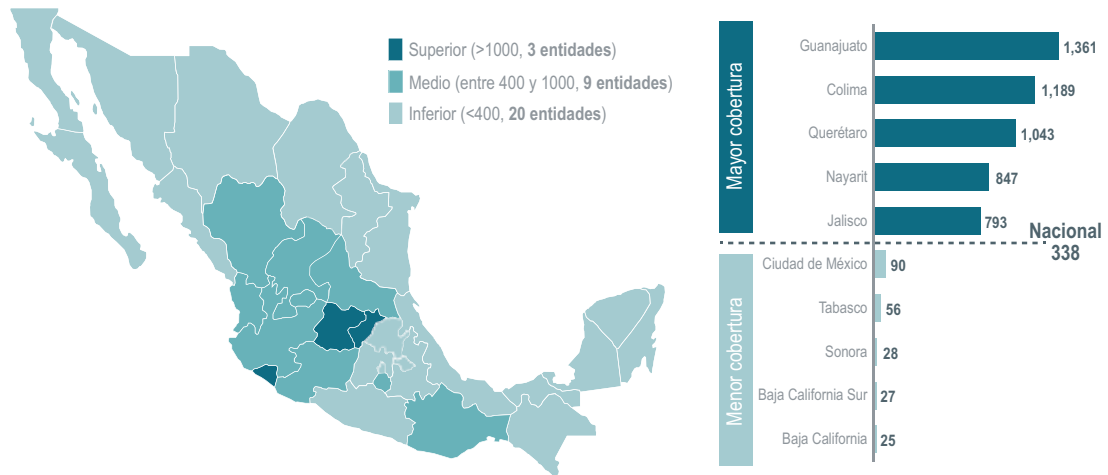 Superior (>1000, 3 entidades)
Medio (entre 400 y 1000, 9 entidades)
Inferior (<400, 20 entidades)
Mayor cobertura
Guanajuato 1,361
Colima 1,189
Querétaro 1,043
Nayarit 847
Jalisco 793
Nacional
338
Menor cobertura
Ciudad de México 90
Tabasco 56
Sonora 28
Baja California Sur 27
Baja California 25